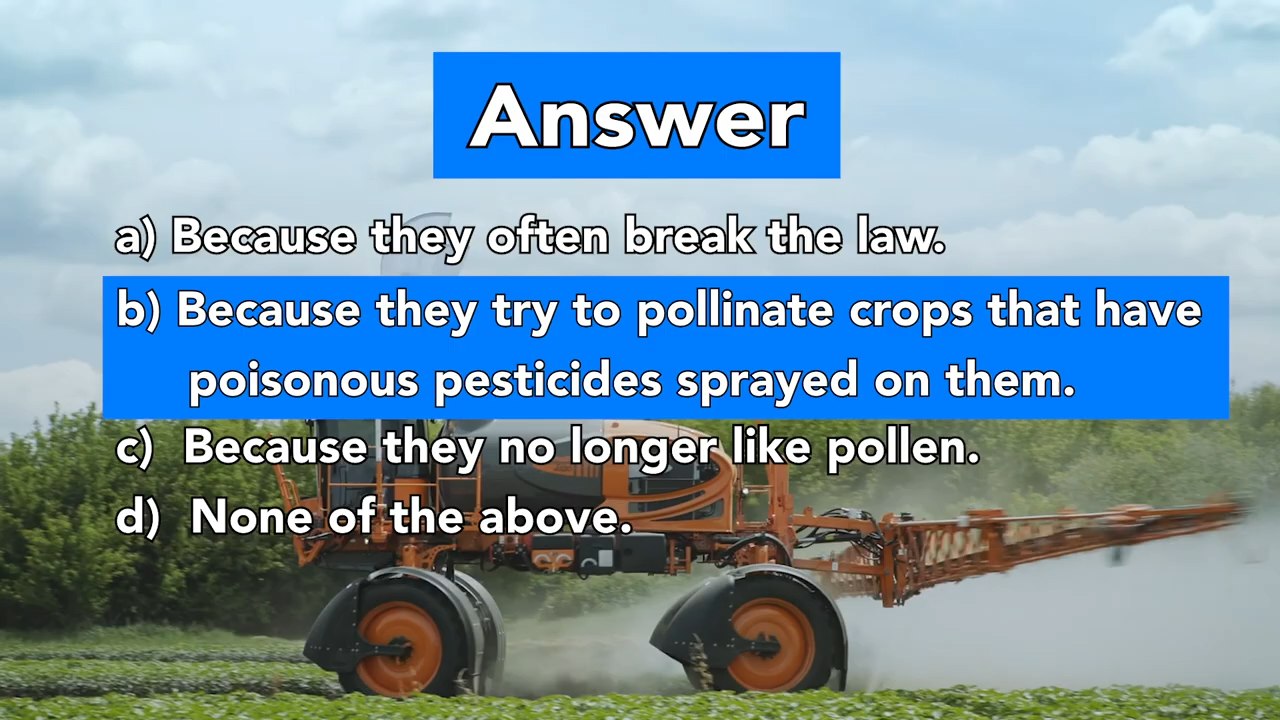 Answer
a) Because they often break the law.
b) Because they try to pollinate crops that have
poisonous pesticides sprayed on them.
c) Because they no longer like pollen.
d) None of the above.